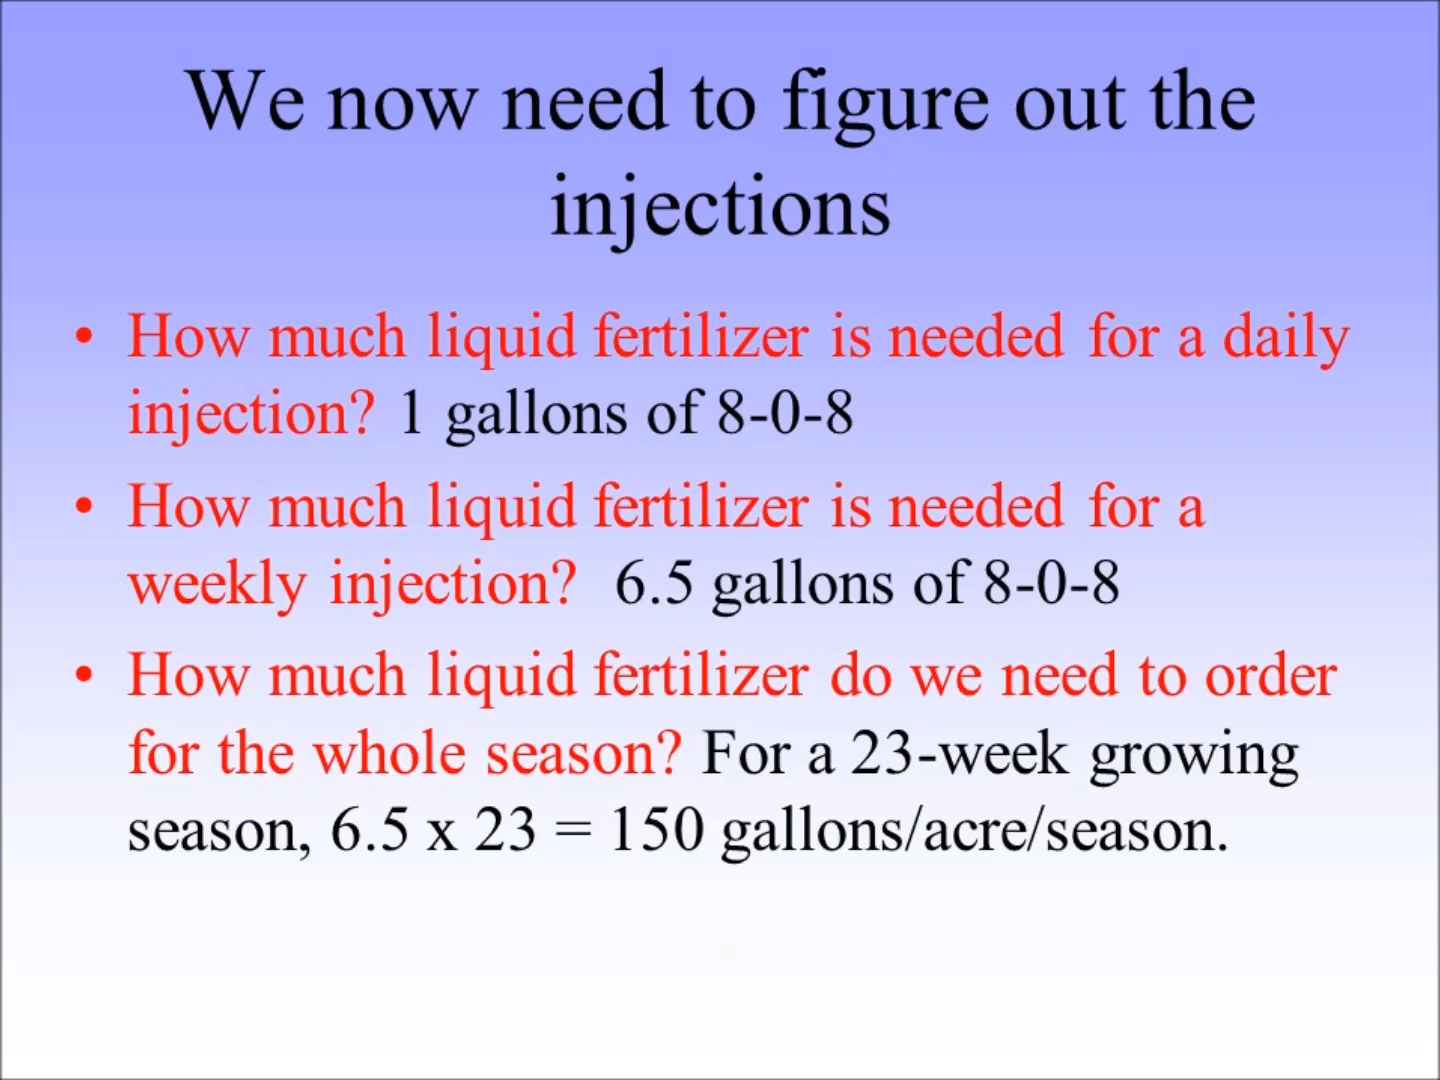 We now need to figure out the
injections
• How much liquid fertilizer is needed for a daily
injection? 1 gallons of 8-0-8
• How much liquid fertilizer is needed for a
weekly injection? 6.5 gallons of 8-0-8
• How much liquid fertilizer do we need to order
for the whole season? For a 23-week growing
season, 6.5 x 23 = 150 gallons/acre/season.